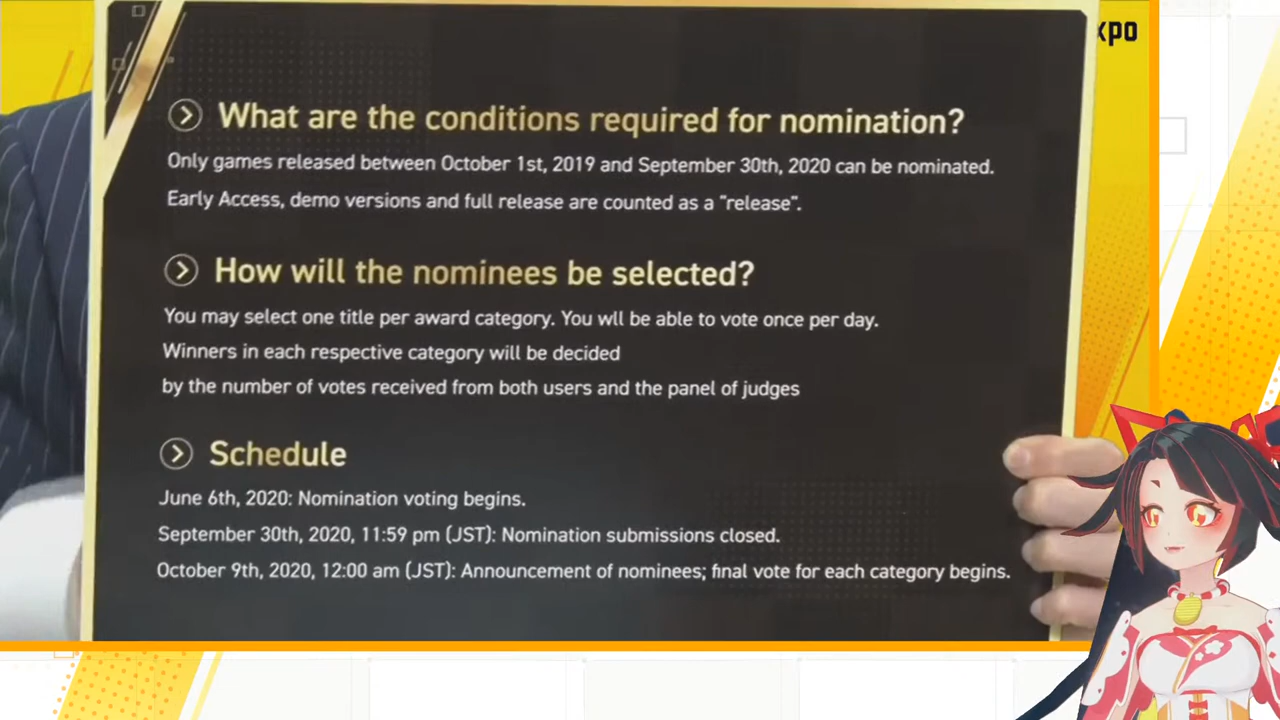 xpo
What are the conditions required for nomination?
Only games released between October 1st, 2019 and September 30th, 2020 can be nominated.
Early Access, demo versions and full release are counted as a "release".
How will the nominees be selected?
You may select one title per award category. You wll be able to vote once per day.
Winners in each respective category will be decided
by the number of votes received from both users and the panel of judges
Schedule
June 6th, 2020: Nomination voting begins.
September 30th, 2020, 11:59 pm (JST): Nomination submissions closed.
October 9th, 2020, 12:00 am (JST): Announcement of nominees; final vote for each category begins.